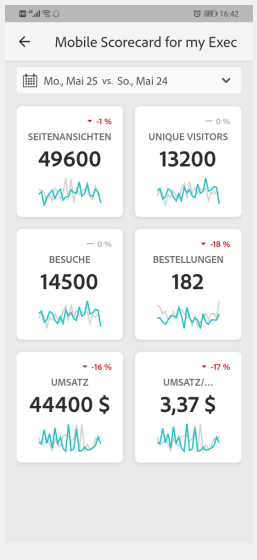 16:42
Mobile Scorecard for my Exec
Mo., Mai 25 vs. So., Mai 24
-1 %
SEITENANSICHTEN
49600
0 %
UNIQUE VISITORS
13200
0 %
BESUCHE
14500
-18 %
BESTELLUNGEN
182
-16 %
UMSATZ
44400 $
-17 %
UMSATZ/...
3,37 $